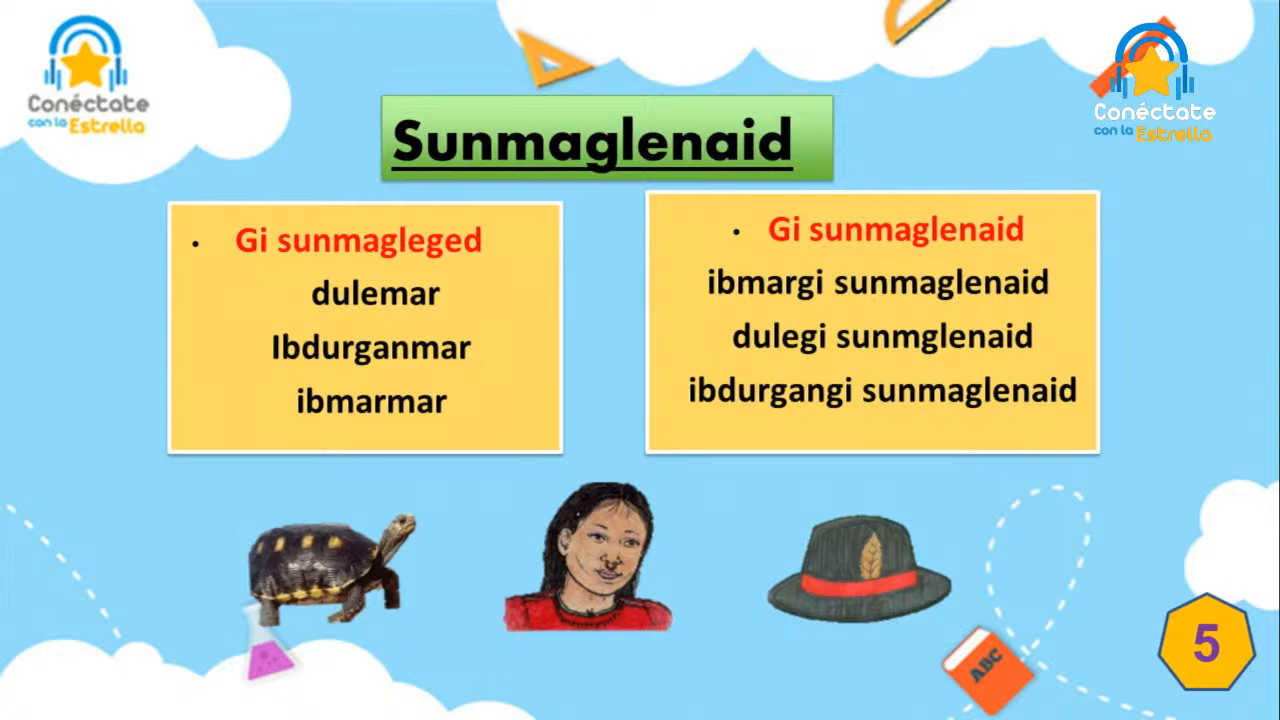 Conéctate
con la Estrella
Conéctate
con la Estrella
Sunmaglenaid
• Gi sunmagleged
dulemar
Ibdurganmar
ibmarmar
• Gi sunmaglenaid
ibmargi sunmaglenaid
dulegi sunmglenaid
ibdurgangi sunmaglenaid
ABC
5